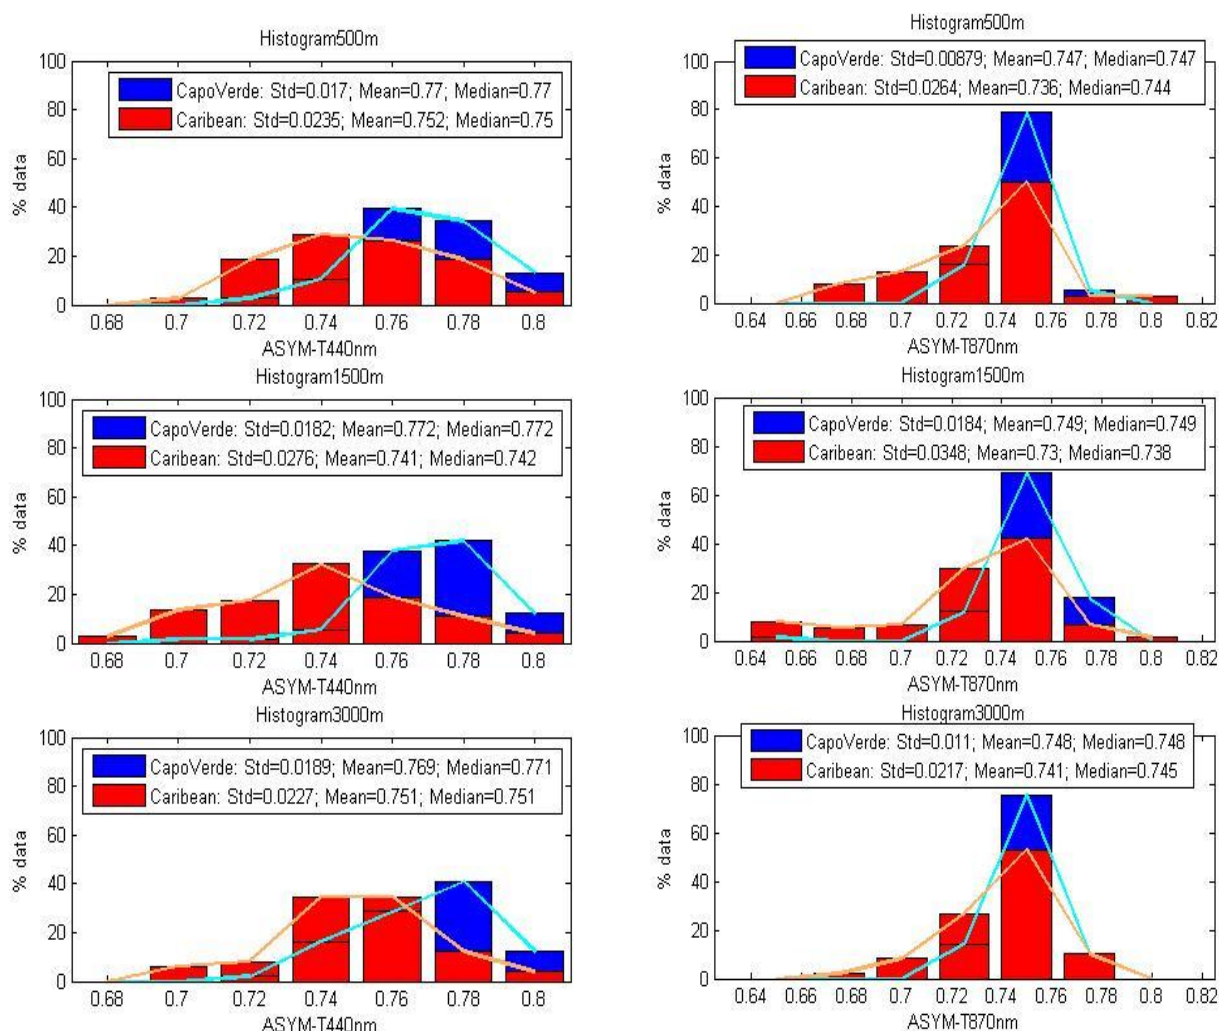 Histogram500m
100
80
60
40
20
0
% data
CapoVerde: Std=0.017; Mean=0.77; Median=0.77
Caribean: Std=0.0235; Mean=0.752; Median=0.75
0.68 0.7 0.72 0.74 0.76 0.78 0.8
ASYM-T440nm
Histogram500m
100
80
60
40
20
0
% data
CapoVerde: Std=0.00879; Mean=0.747; Median=0.747
Caribean: Std=0.0264; Mean=0.736; Median=0.744
0.64 0.66 0.7 0.72 0.74 0.76 0.78 0.8 0.82
ASYM-T870nm
Histogram1500m
100
80
60
40
20
0
% data
CapoVerde: Std=0.0182; Mean=0.772; Median=0.772
Caribean: Std=0.0276; Mean=0.741; Median=0.742
0.68 0.7 0.72 0.74 0.76 0.78 0.8
ASYM-T440nm
Histogram1500m
100
80
60
40
20
0
% data
CapoVerde: Std=0.0184; Mean=0.749; Median=0.749
Caribean: Std=0.0348; Mean=0.73; Median=0.738
0.64 0.66 0.68 0.7 0.72 0.74 0.76 0.78 0.8 0.82
ASYM-T870nm
Histogram3000m
100
80
60
40
20
0
% data
CapoVerde: Std=0.0189; Mean=0.769; Median=0.771
Caribean: Std=0.0227; Mean=0.751; Median=0.751
0.68 0.7 0.72 0.74 0.76 0.78 0.8
ASYM-T440nm
Histogram3000m
100
80
60
40
20
0
% data
CapoVerde: Std=0.011; Mean=0.748; Median=0.748
Caribean: Std=0.0217; Mean=0.741; Median=0.745
0.64 0.66 0.68 0.7 0.72 0.74 0.76 0.78 0.8 0.82
ASYM-T870nm